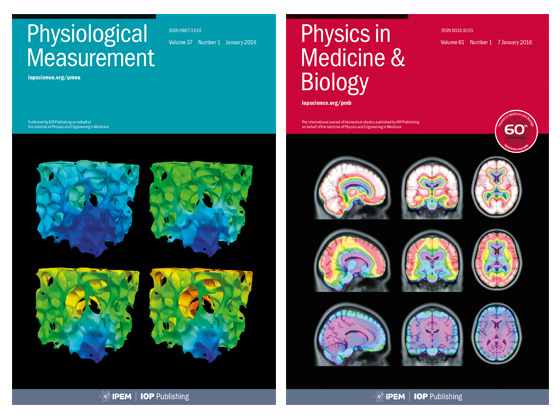 Physiological
Measurement
ISSN 0967-3334
Volume 37 Number 1 January 2016
iopscience.org/pmea
Published by IOP Publishing on behalf of
the Institute of Physics and Engineering in Medicine
IPEM | IOP Publishing
Physics in
Medicine &
Biology
ISSN 0031-9155
Volume 61 Number 1 7 January 2016
iopscience.org/pmb
The international journal of biomedical physics published by IOP Publishing
on behalf of the Institute of Physics and Engineering in Medicine
60
IPEM | IOP Publishing